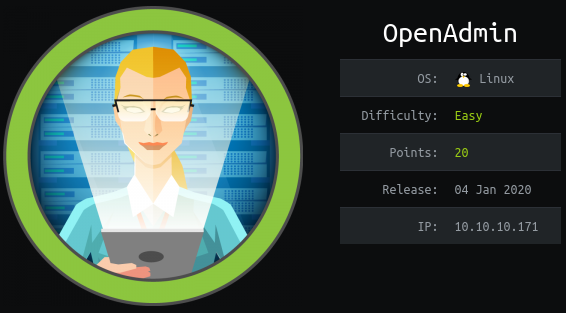 OpenAdmin
OS: Linux
Difficulty: Easy
Points: 20
Release: 04 Jan 2020
IP: 10.10.10.171